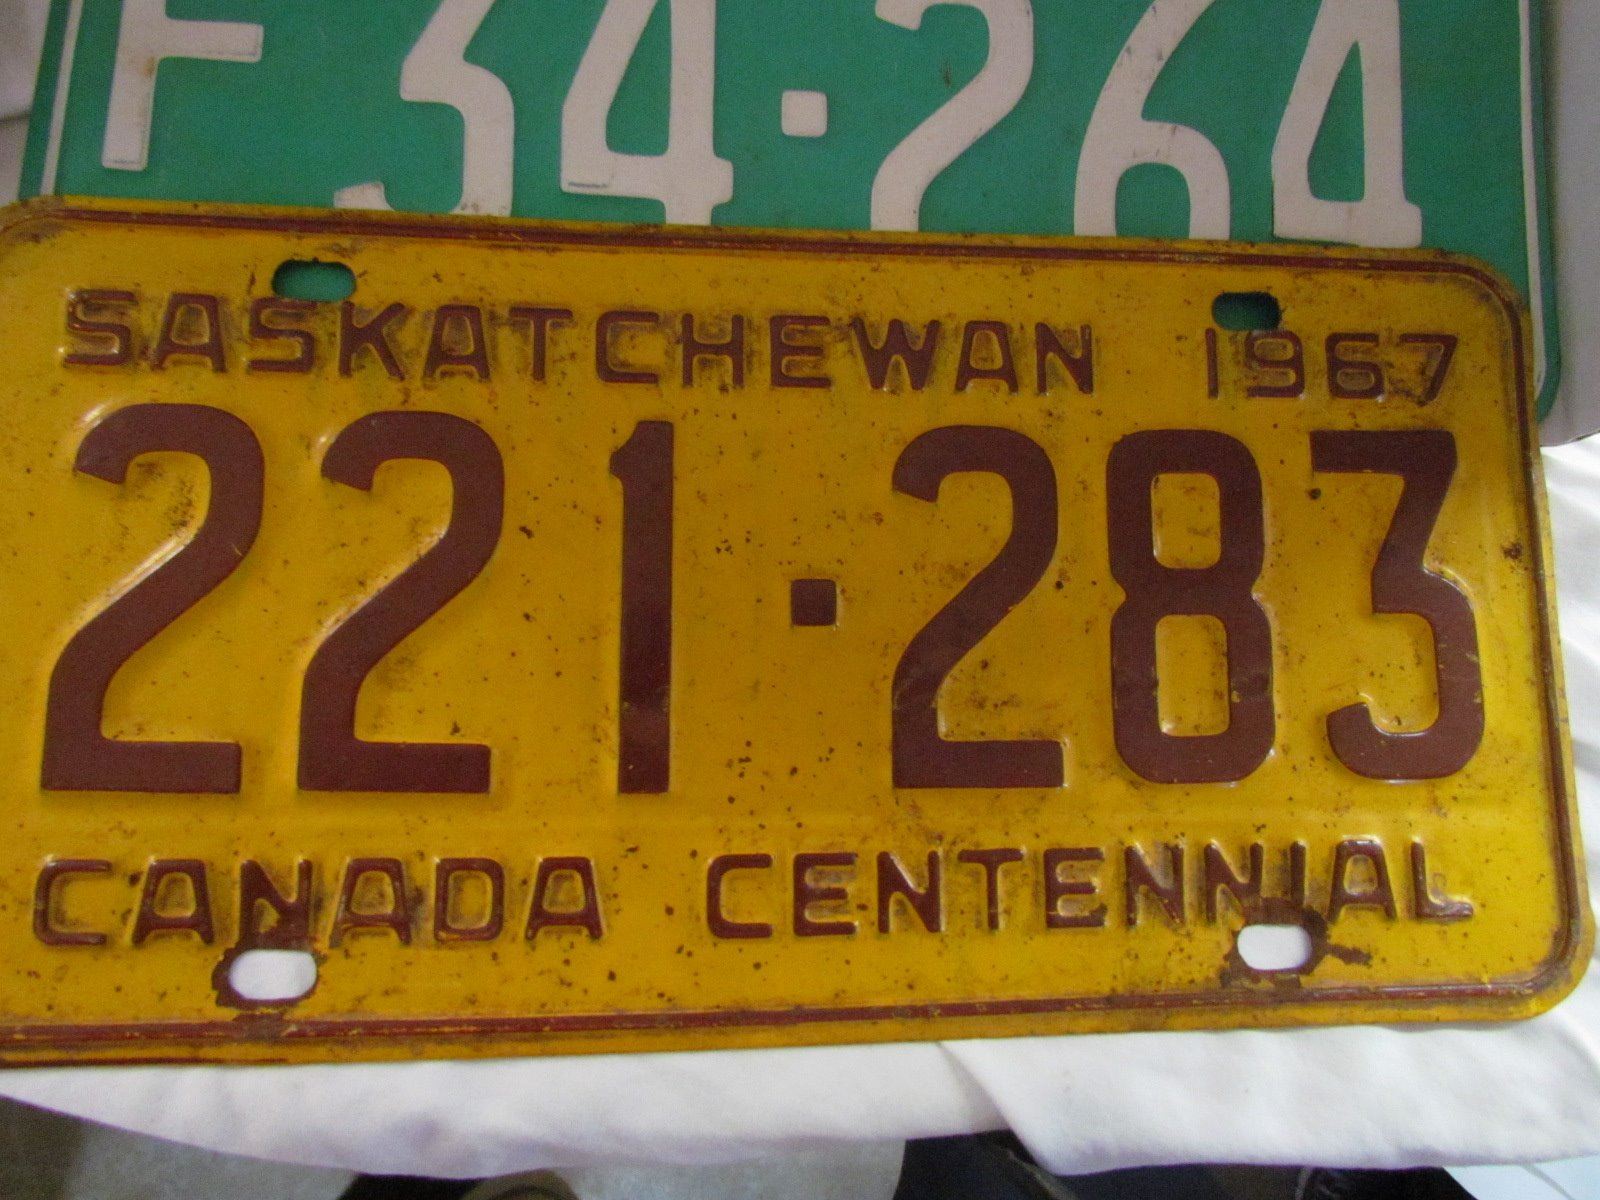 F 34·264
SASKATCHEWAN 1967
221·283
CANADA CENTENNIAL